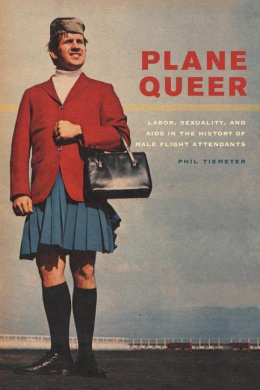 PLANE
QUEER
LABOR, SEXUALITY, AND
AIDS IN THE HISTORY OF
MALE FLIGHT ATTENDANTS
PHIL TIEMEYER